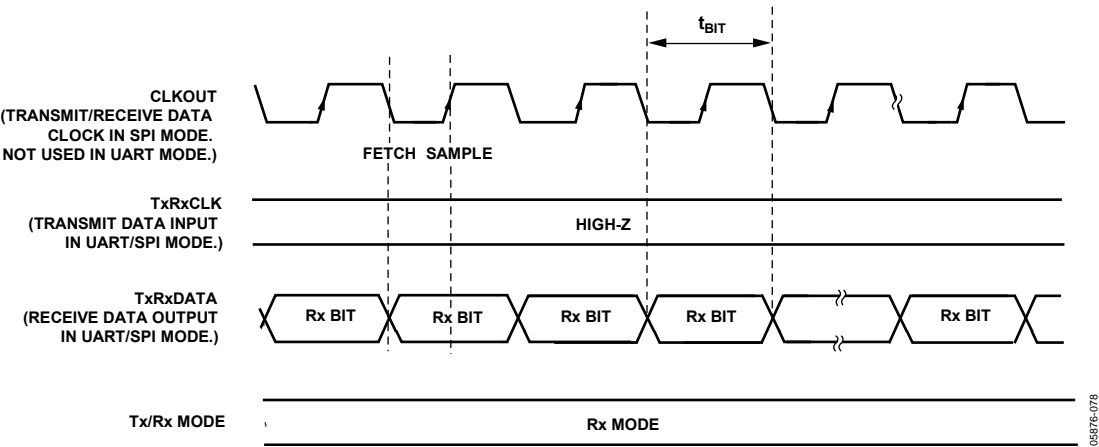 tBIT
CLKOUT
(TRANSMIT/RECEIVE DATA
CLOCK IN SPI MODE.
NOT USED IN UART MODE.)
FETCH SAMPLE
TxRxCLK
(TRANSMIT DATA INPUT
IN UART/SPI MODE.)
HIGH-Z
TxRxDATA
(RECEIVE DATA OUTPUT
IN UART/SPI MODE.)
Rx BIT Rx BIT Rx BIT Rx BIT Rx BIT
Tx/Rx MODE
Rx MODE
05876-078